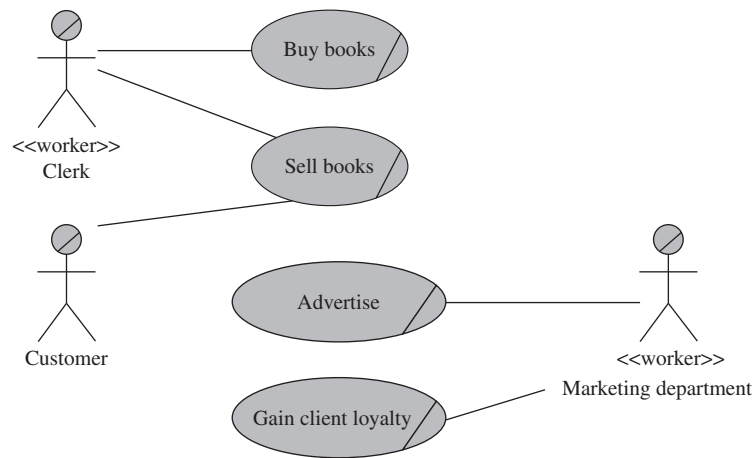 Buy books
<<worker>>
Clerk
Sell books
Advertise
Customer
<<worker>>
Marketing department
Gain client loyalty